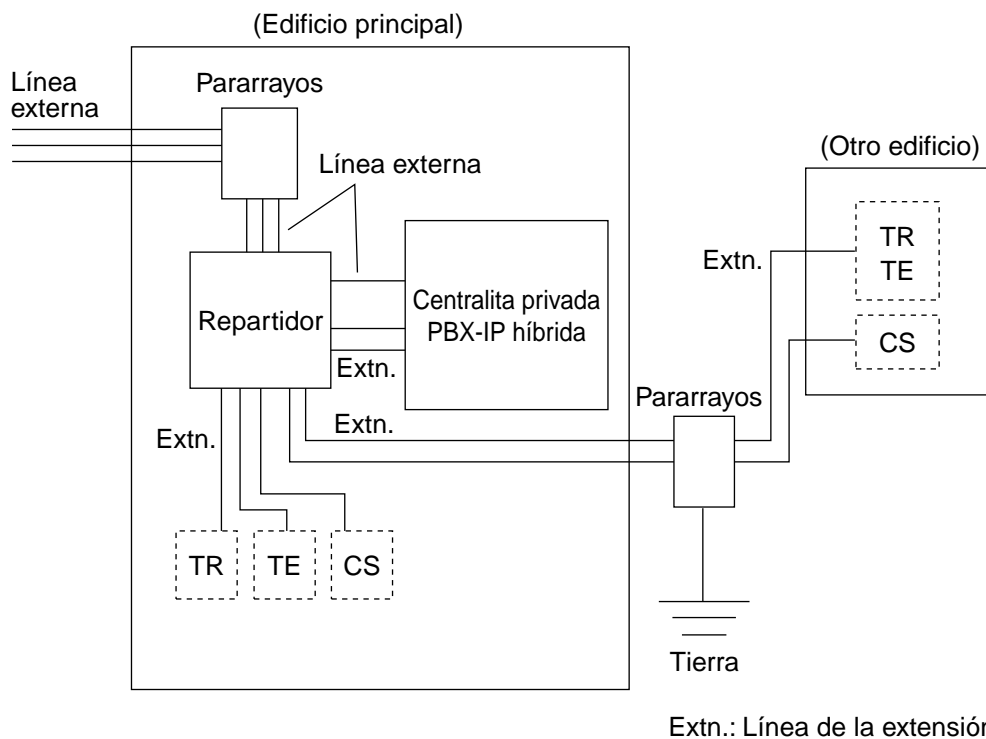 (Edificio principal)
Línea
externa
Pararrayos
Línea externa
(Otro edificio)
TR
TE
Extn.
Centralita privada
PBX-IP híbrida
Repartidor
CS
Extn.
Pararrayos
Extn.
Extn.
TR
TE
CS
Tierra
Extn.: Línea de la extensión